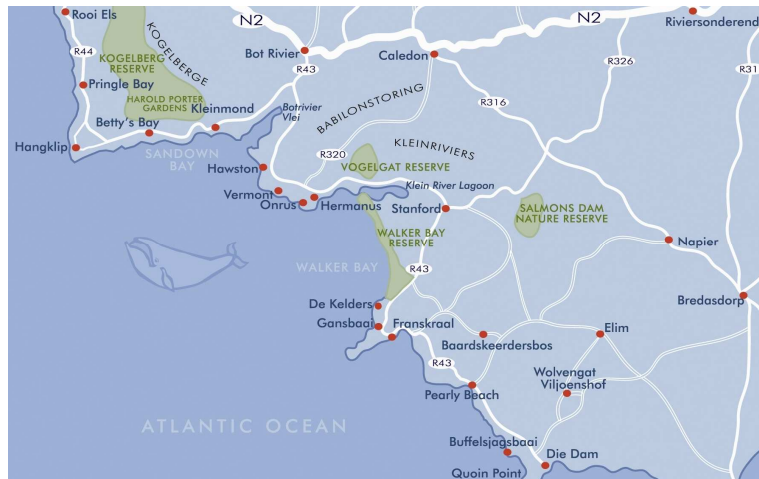 Rooi Els
N2
N2
Riviersonderend
R44
KOGELBERG
RESERVE
KOGELBERGE
Bot Rivier
R43
Caledon
R326
R31
Pringle Bay
HAROLD PORTER
GARDENS
Kleinmond
Botrivier
Vlei
BABILONSTORING
R316
Betty's Bay
Hangklip
SANDOWN
BAY
KLEINRIVIERS
R320
VOGELGAT RESERVE
Hawston
Klein River Lagoon
Vermont
Onrus
Hermanus
Stanford
SALMONS DAM
NATURE RESERVE
WALKER BAY
RESERVE
Napier
WALKER BAY
R43
De Kelders
Bredasdorp
Gansbaai
Franskraal
Baardskeerdersbos
Elim
R43
Wolvengat
Viljoenshof
Pearly Beach
ATLANTIC OCEAN
Buffelsjagsbaai
Die Dam
Quoin Point